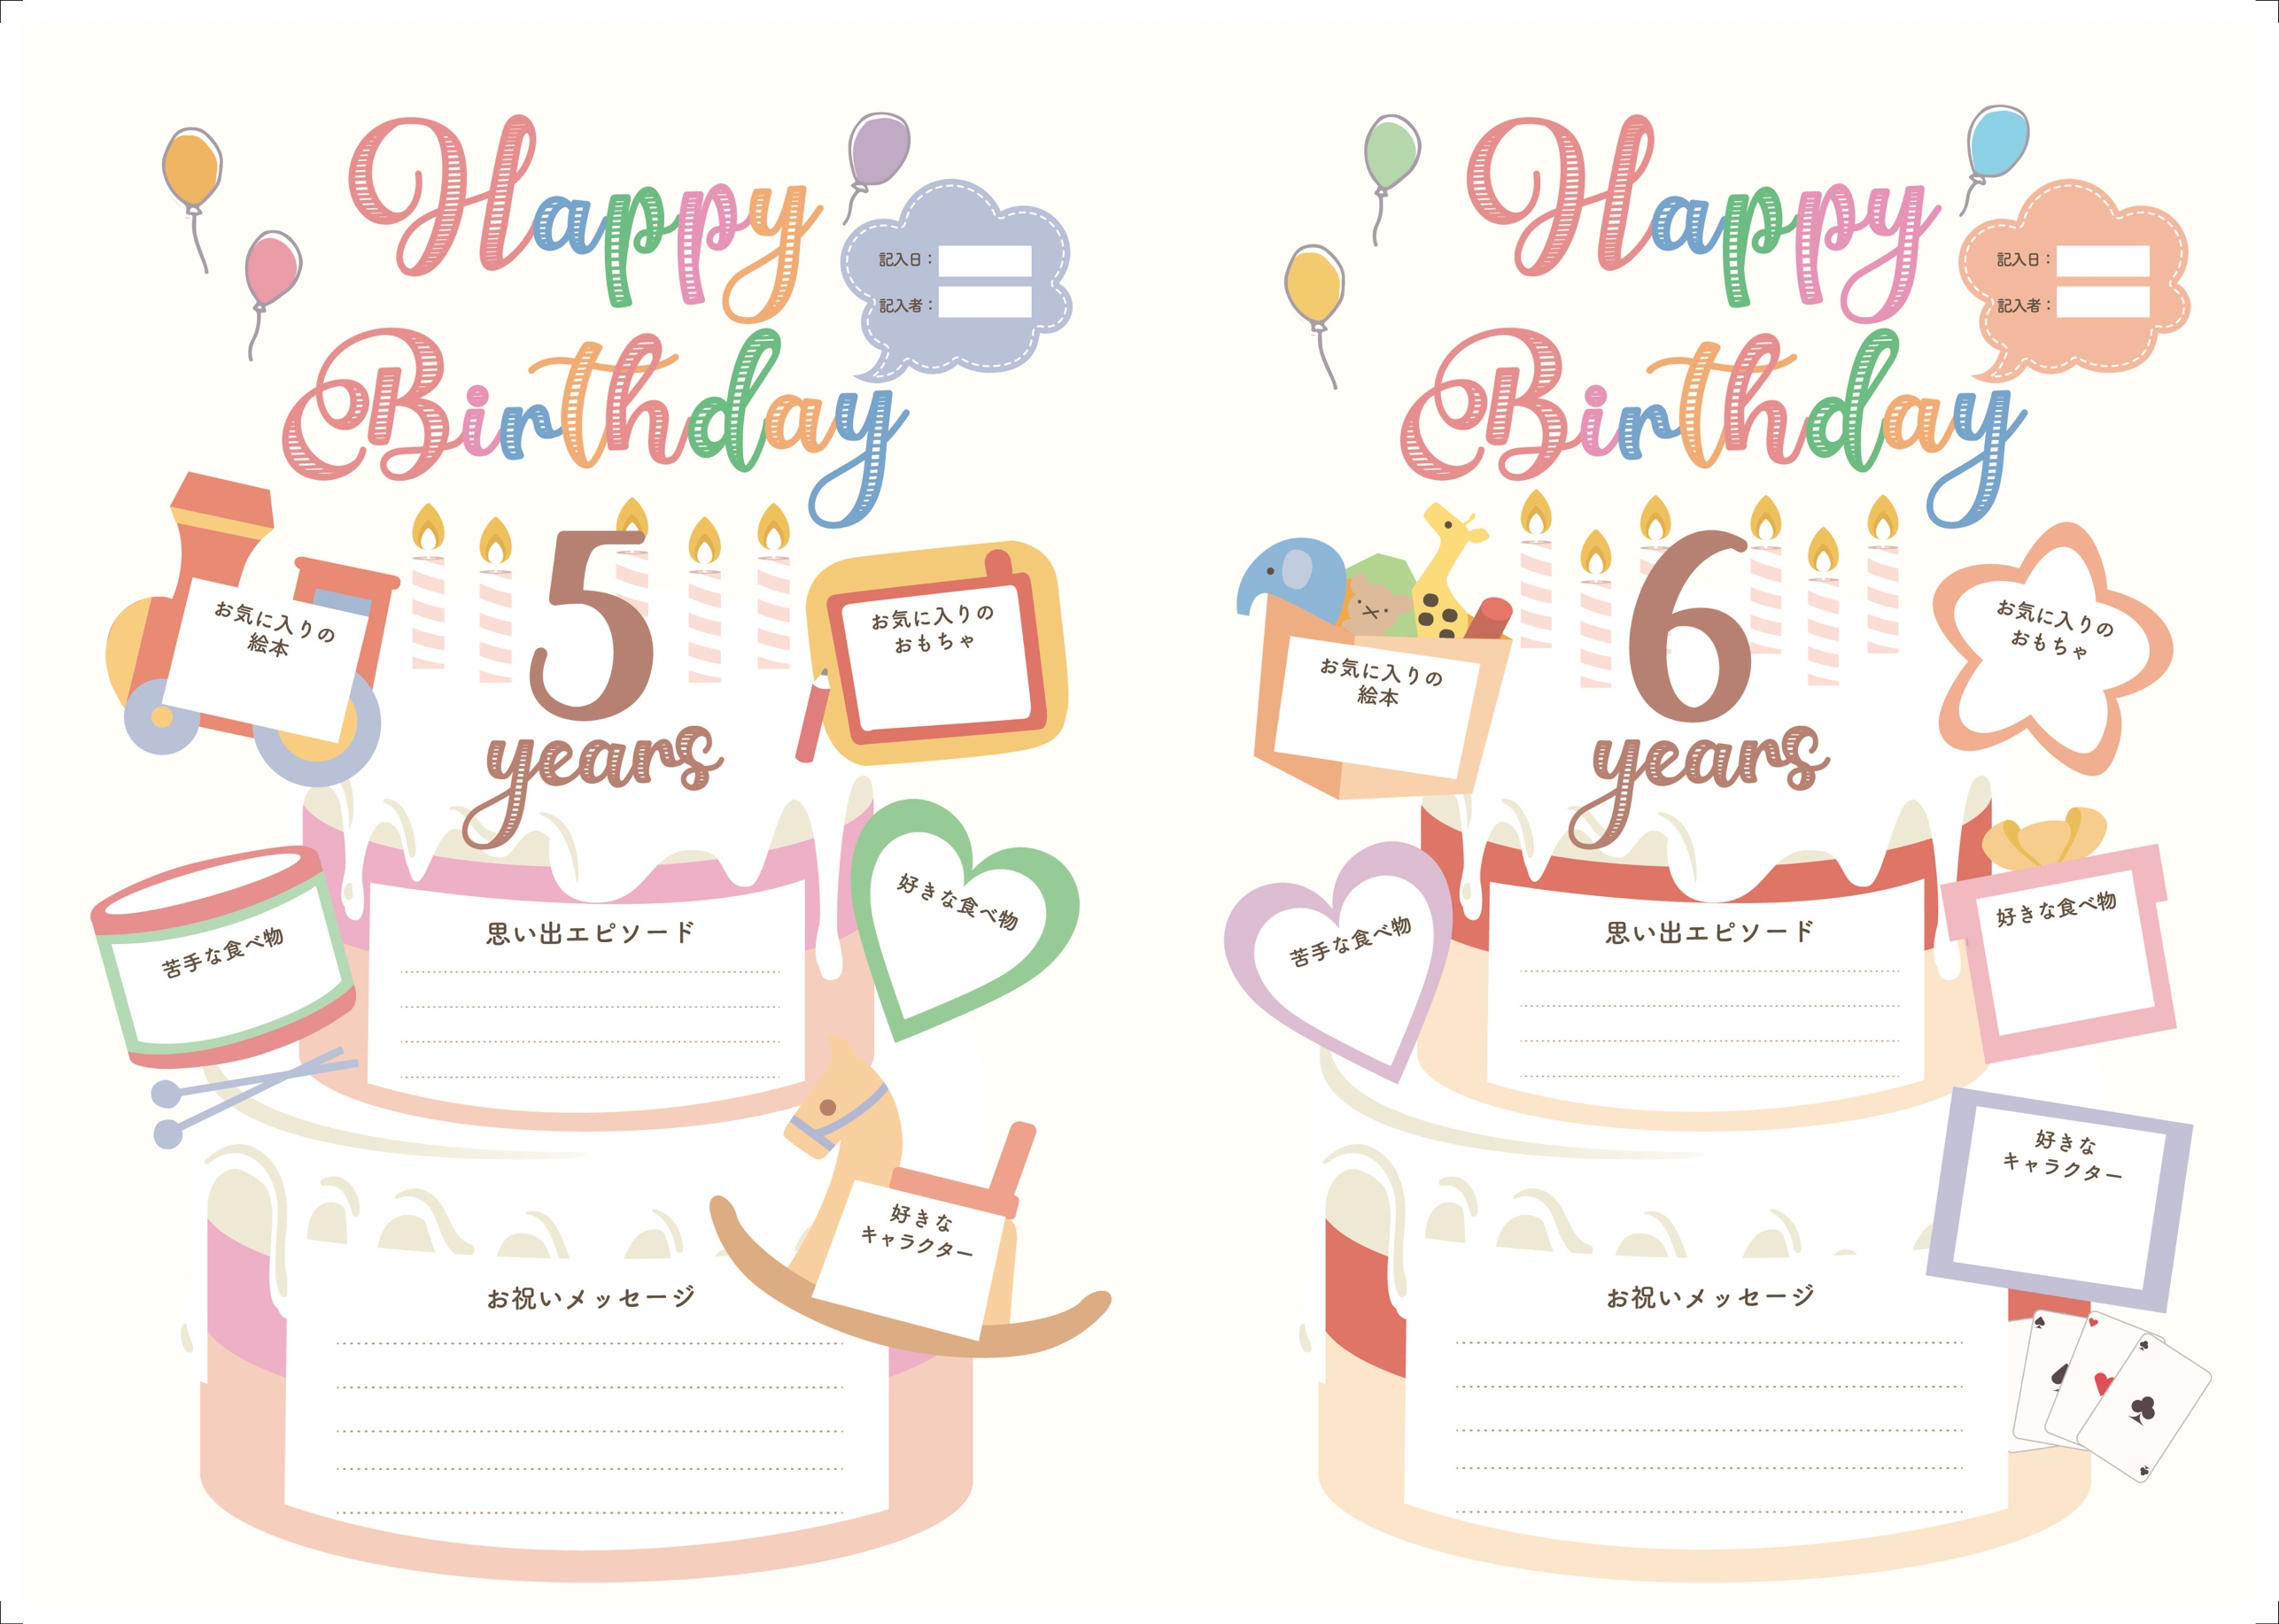 Happy
Birthday
記入日：
記入者：
5
years
お気に入りの
絵本
お気に入りの
おもちゃ
苦手な食べ物
好きな食べ物
思い出エピソード
好きな
キャラクター
お祝いメッセージ
Happy
Birthday
記入日：
記入者：
6
years
お気に入りの
絵本
お気に入りの
おもちゃ
苦手な食べ物
好きな食べ物
思い出エピソード
好きな
キャラクター
お祝いメッセージ